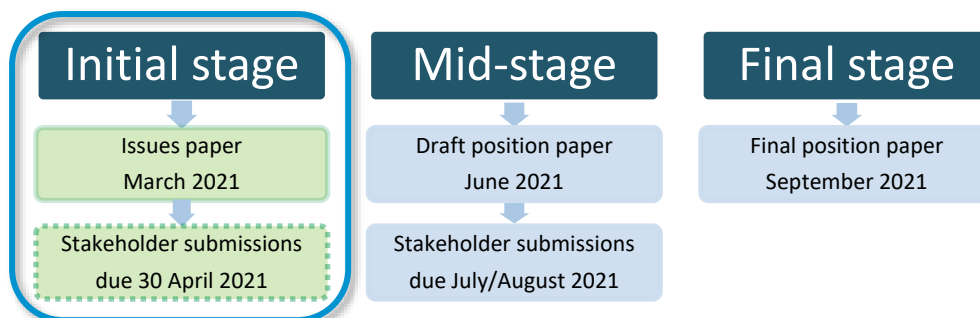 Initial stage
Issues paper
March 2021
Stakeholder submissions
due 30 April 2021
Mid-stage
Draft position paper
June 2021
Stakeholder submissions
due July/August 2021
Final stage
Final position paper
September 2021